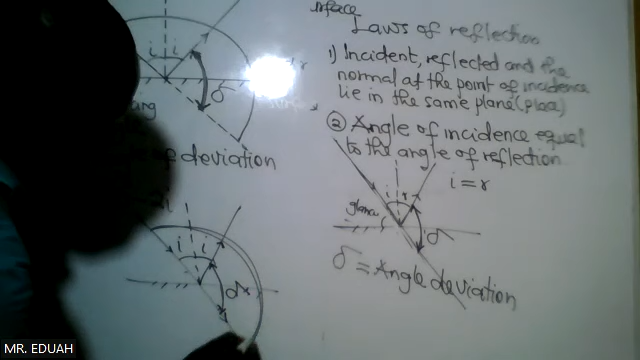 i i
δ
deviation
i i
δ
Laws of reflection
1) Incident, reflected and the
normal at the point of incidence
lie in the same plane (place)
② Angle of incidence equal
to the angle of reflection
i = r
i r
δ
δ = Angle deviation
MR. EDUAH